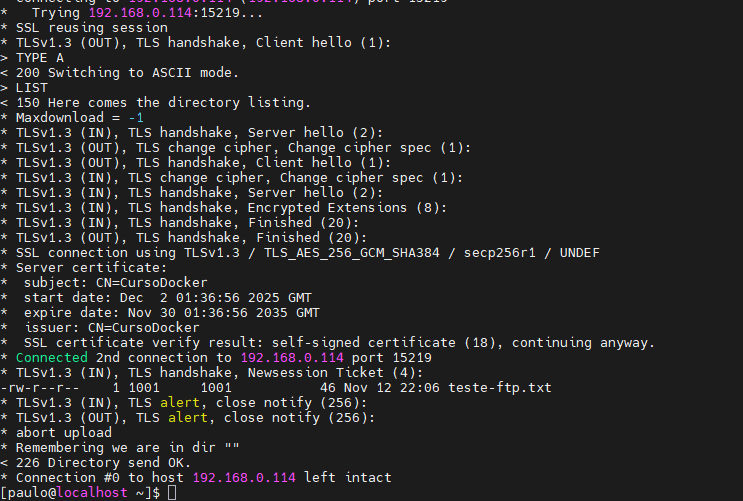 *   Trying 192.168.0.114:15219...
* SSL reusing session
* TLSv1.3 (OUT), TLS handshake, Client hello (1):
> TYPE A
< 200 Switching to ASCII mode.
> LIST
< 150 Here comes the directory listing.
* Maxdownload = -1
* TLSv1.3 (IN), TLS handshake, Server hello (2):
* TLSv1.3 (OUT), TLS change cipher, Change cipher spec (1):
* TLSv1.3 (OUT), TLS handshake, Client hello (1):
* TLSv1.3 (IN), TLS change cipher, Change cipher spec (1):
* TLSv1.3 (IN), TLS handshake, Server hello (2):
* TLSv1.3 (IN), TLS handshake, Encrypted Extensions (8):
* TLSv1.3 (IN), TLS handshake, Finished (20):
* TLSv1.3 (OUT), TLS handshake, Finished (20):
* SSL connection using TLSv1.3 / TLS_AES_256_GCM_SHA384 / secp256r1 / UNDEF
* Server certificate:
*  subject: CN=CursoDocker
*  start date: Dec  2 01:36:56 2025 GMT
*  expire date: Nov 30 01:36:56 2035 GMT
*  issuer: CN=CursoDocker
*  SSL certificate verify result: self-signed certificate (18), continuing anyway.
* Connected 2nd connection to 192.168.0.114 port 15219
* TLSv1.3 (IN), TLS handshake, Newsession Ticket (4):
-rw-r--r--    1 1001     1001           46 Nov 12 22:06 teste-ftp.txt
* TLSv1.3 (IN), TLS alert, close notify (256):
* TLSv1.3 (OUT), TLS alert, close notify (256):
* abort upload
* Remembering we are in dir ""
< 226 Directory send OK.
* Connection #0 to host 192.168.0.114 left intact
[paulo@localhost ~]$